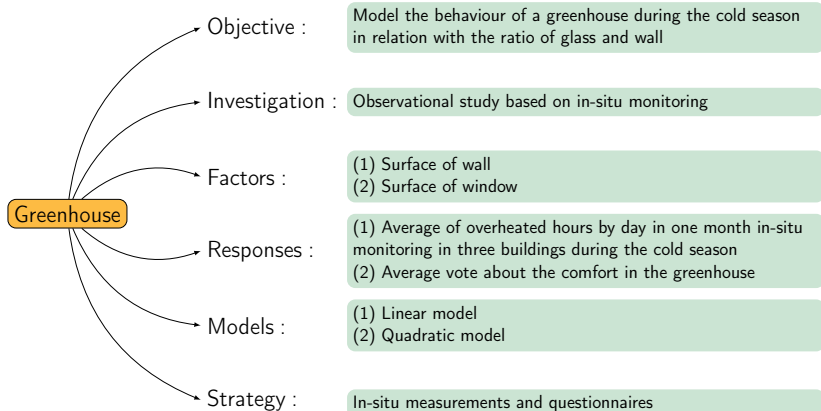 Greenhouse
Objective :
Model the behaviour of a greenhouse during the cold season
in relation with the ratio of glass and wall
Investigation :
Observational study based on in-situ monitoring
Factors :
(1) Surface of wall
(2) Surface of window
Responses :
(1) Average of overheated hours by day in one month in-situ
monitoring in three buildings during the cold season
(2) Average vote about the comfort in the greenhouse
Models :
(1) Linear model
(2) Quadratic model
Strategy :
In-situ measurements and questionnaires